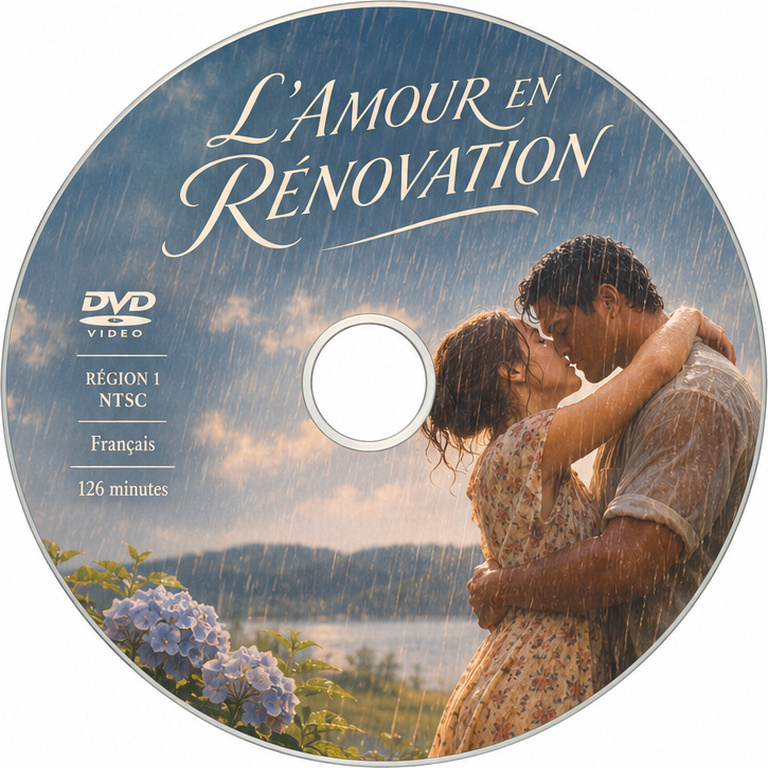 L'AMOUR EN
RÉNOVATION
DVD
VIDEO
RÉGION 1
NTSC
Français
126 minutes